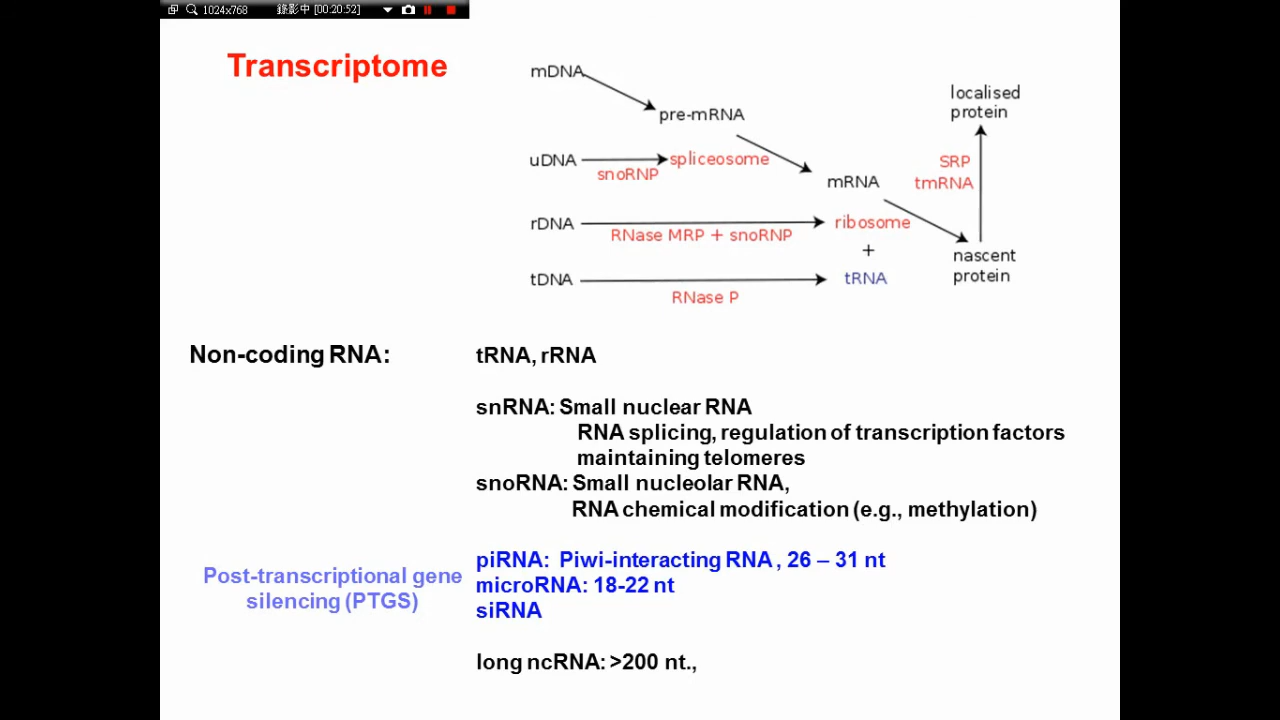 1024x768 錄影中 [00:20:52]
Transcriptome
mDNA
pre-mRNA
localised
protein
uDNA
spliceosome
snoRNP
mRNA
SRP
tmRNA
rDNA
ribosome
RNase MRP + snoRNP
+
nascent
protein
tDNA
tRNA
RNase P
Non-coding RNA: tRNA, rRNA
snRNA: Small nuclear RNA
RNA splicing, regulation of transcription factors
maintaining telomeres
snoRNA: Small nucleolar RNA,
RNA chemical modification (e.g., methylation)
Post-transcriptional gene
silencing (PTGS)
piRNA: Piwi-interacting RNA , 26 – 31 nt
microRNA: 18-22 nt
siRNA
long ncRNA: >200 nt.,